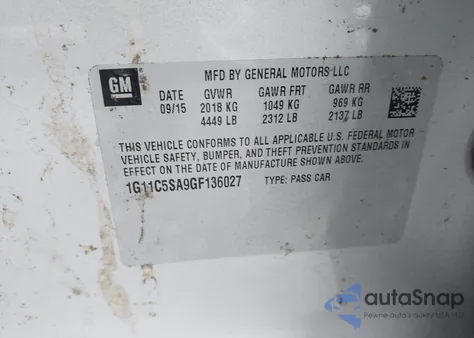 GM
MFD BY GENERAL MOTORS LLC
DATE GVWR GAWR FRT GAWR RR
09/15 2018 KG 1049 KG 969 KG
4449 LB 2312 LB 2137 LB
THIS VEHICLE CONFORMS TO ALL APPLICABLE U.S. FEDERAL MOTOR
VEHICLE SAFETY, BUMPER, AND THEFT PREVENTION STANDARDS IN
EFFECT ON THE DATE OF MANUFACTURE SHOWN ABOVE.
1G11C5SA9GF136027 TYPE: PASS CAR
autaSnap